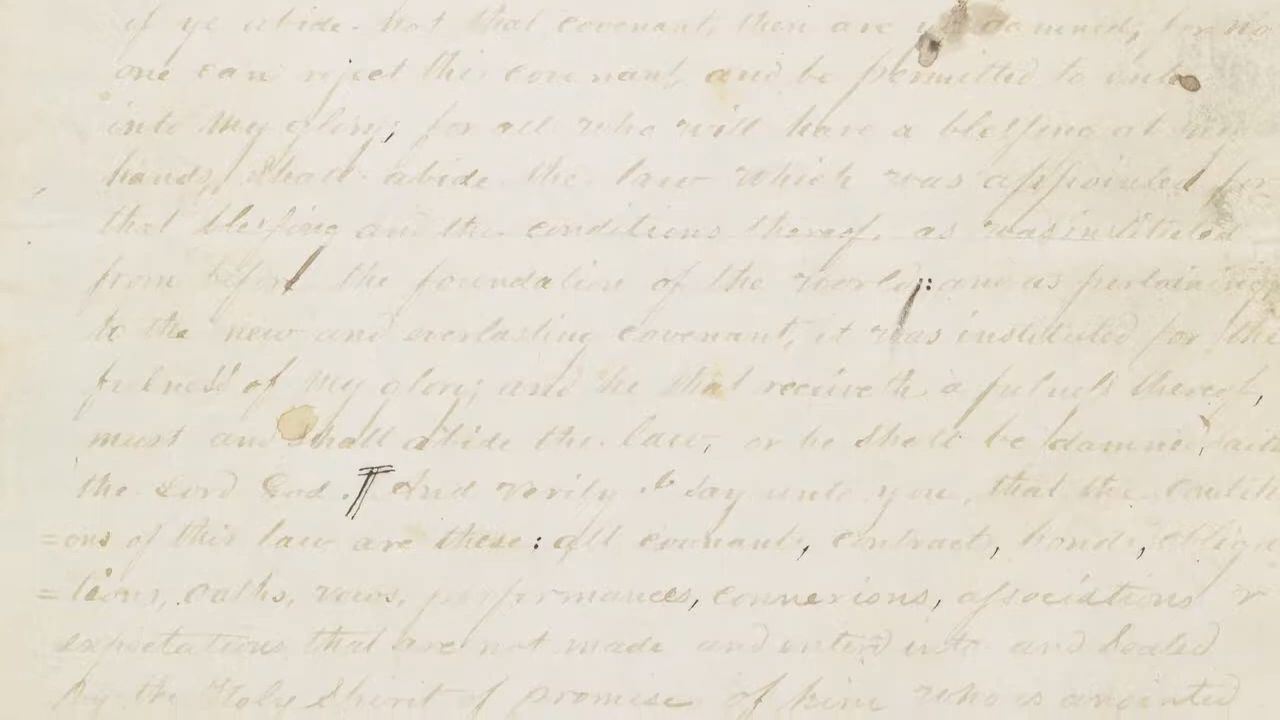 if ye abide not that covenant, then are ye damned; for no
one can reject this covenant, and be permitted to enter
into my glory; for all who will have a blessing at my
hands, shall abide the law which was appointed for
that blessing and the conditions thereof, as was instituted
from before the foundation of the world:: and as pertaining
to the new and everlasting covenant, it was instituted for the
fulness of my glory; and he that receiveth a fulness thereof,
must and shall abide the law, or he shall be damned, saith
the Lord God. ¶ And verily I say unto you, that the conditi
=ons of this law are these: all covenants, contracts, bonds, obliga
=tions, oaths, vows, performances, connexions, associations or
expectations that are not made and enterd into and sealed
by the Holy Spirit of promise of him who is anointed